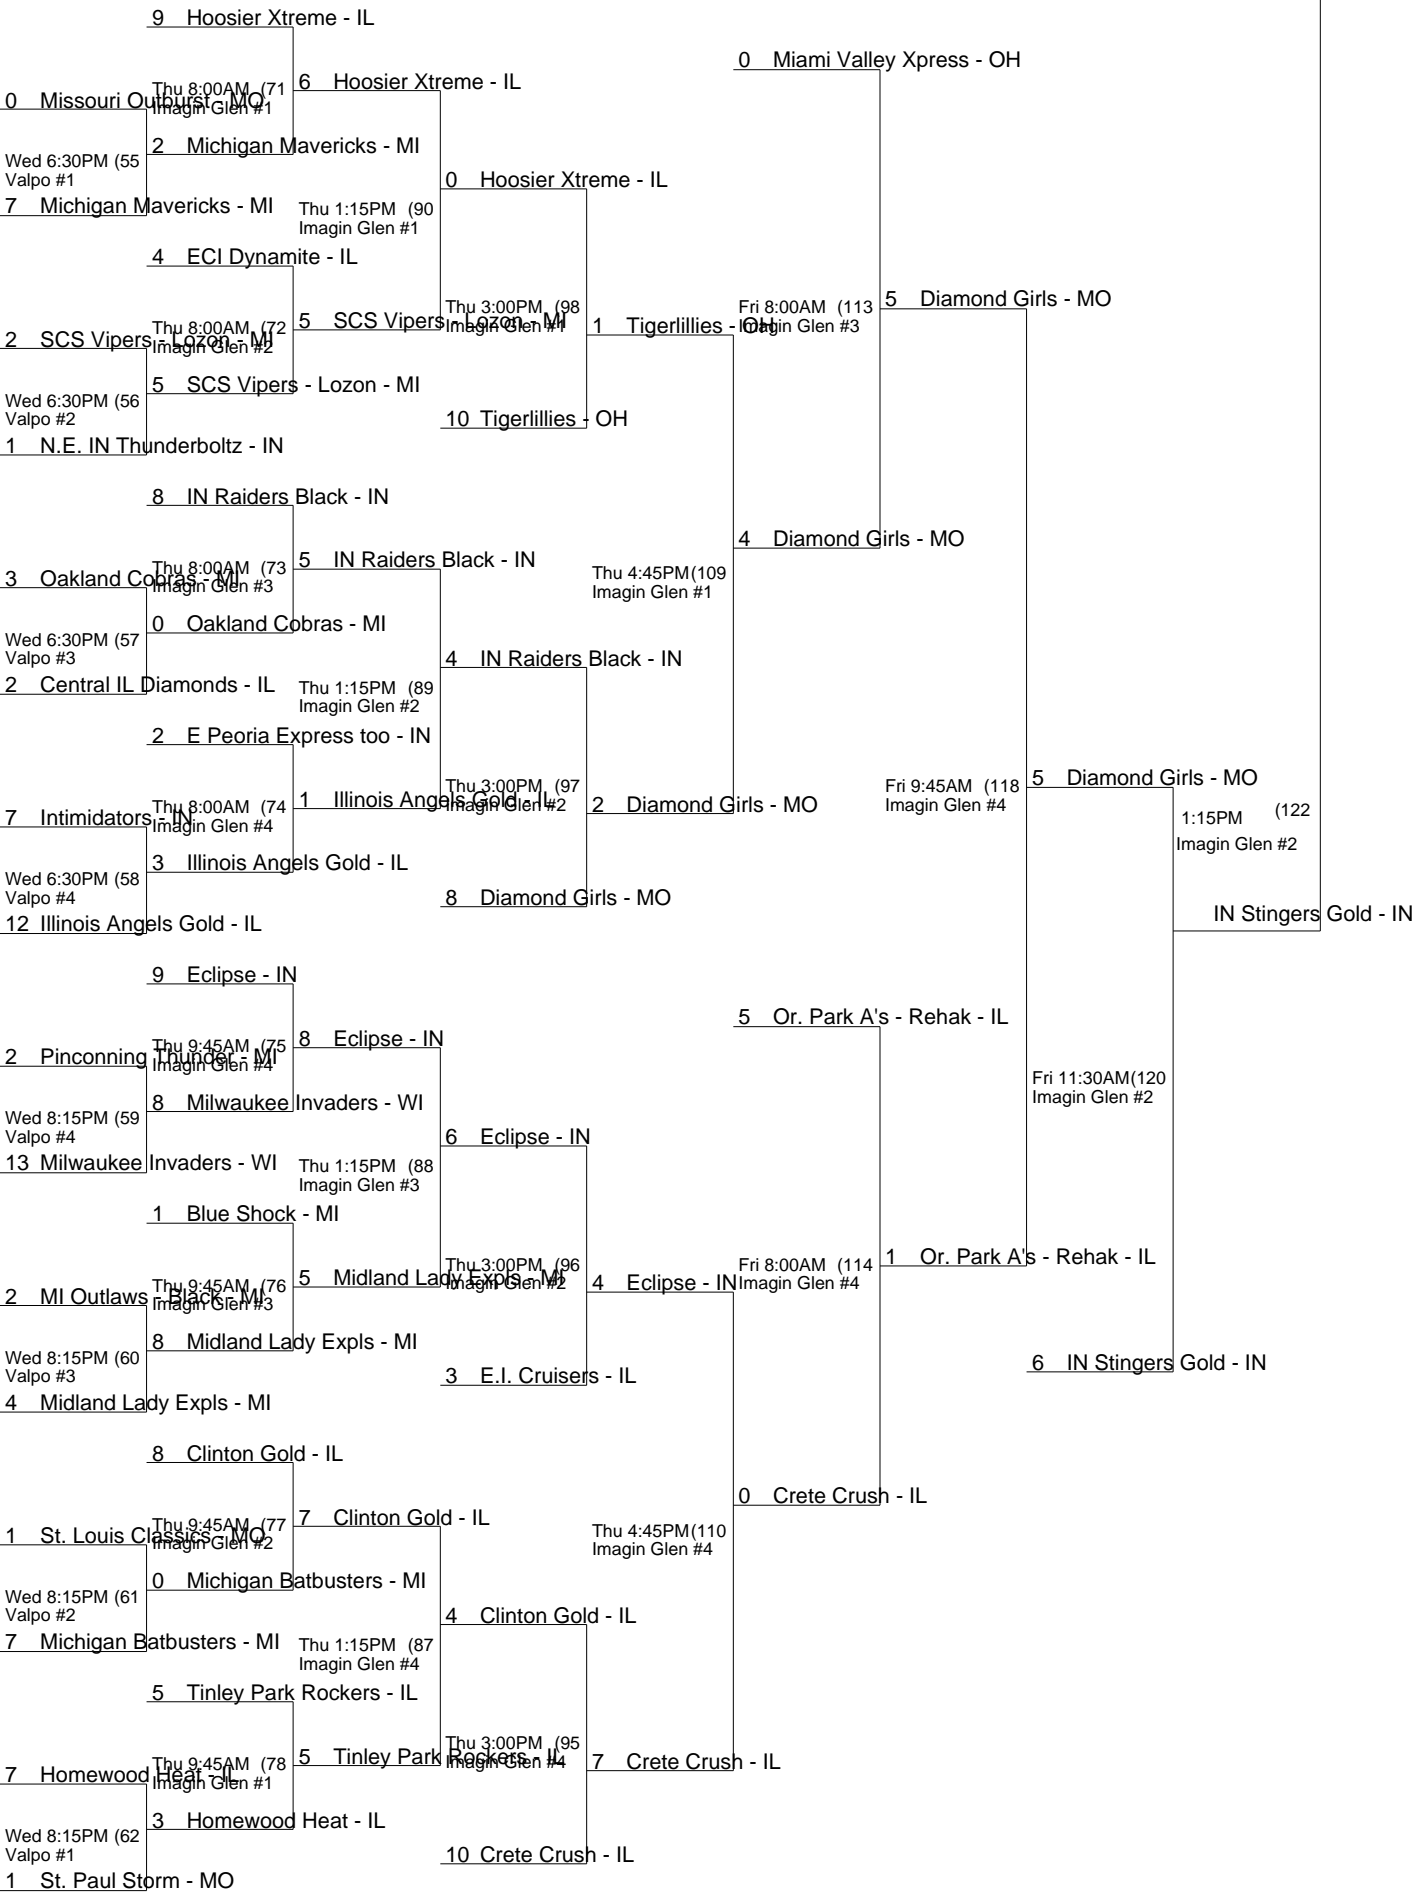 9 Hoosier Xtreme - IL
0 Miami Valley Xpress - OH
Thu 8:00AM (71
6 Hoosier Xtreme - IL
0 Missouri Outburst - MO
Imagin Glen #1
2 Michigan Mavericks - MI
Wed 6:30PM (55
Valpo #1
0 Hoosier Xtreme - IL
7 Michigan Mavericks - MI
Thu 1:15PM (90
Imagin Glen #1
4 ECI Dynamite - IL
5 Diamond Girls - MO
Thu 3:00PM (98
Imagin Glen #1
Fri 8:00AM (113
Imagin Glen #3
5 SCS Vipers - Lozon - MI
1 Tigerlillies - OH
Thu 8:00AM (72
Imagin Glen #2
2 SCS Vipers - Lozon - MI
5 SCS Vipers - Lozon - MI
Wed 6:30PM (56
Valpo #2
10 Tigerlillies - OH
1 N.E. IN Thunderboltz - IN
8 IN Raiders Black - IN
4 Diamond Girls - MO
5 IN Raiders Black - IN
Thu 8:00AM (73
Imagin Glen #3
Thu 4:45PM(109
Imagin Glen #1
3 Oakland Cobras - MI
0 Oakland Cobras - MI
Wed 6:30PM (57
Valpo #3
4 IN Raiders Black - IN
2 Central IL Diamonds - IL
Thu 1:15PM (89
Imagin Glen #2
2 E Peoria Express too - IN
5 Diamond Girls - MO
Thu 3:00PM (97
Imagin Glen #2
Fri 9:45AM (118
Imagin Glen #4
1 Illinois Angels Gold - IL
2 Diamond Girls - MO
Thu 8:00AM (74
Imagin Glen #4
1:15PM (122
Imagin Glen #2
7 Intimidators - IN
3 Illinois Angels Gold - IL
Wed 6:30PM (58
Valpo #4
8 Diamond Girls - MO
IN Stingers Gold - IN
12 Illinois Angels Gold - IL
9 Eclipse - IN
5 Or. Park A's - Rehak - IL
8 Eclipse - IN
Thu 9:45AM (75
Imagin Glen #4
2 Pinconning Thunder - MI
Fri 11:30AM(120
Imagin Glen #2
8 Milwaukee Invaders - WI
Wed 8:15PM (59
Valpo #4
6 Eclipse - IN
13 Milwaukee Invaders - WI
Thu 1:15PM (88
Imagin Glen #3
1 Blue Shock - MI
1 Or. Park A's - Rehak - IL
Thu 3:00PM (96
Imagin Glen #2
Fri 8:00AM (114
Imagin Glen #4
5 Midland Lady Expls - MI
4 Eclipse - IN
Thu 9:45AM (76
Imagin Glen #3
2 MI Outlaws - Black - MI
8 Midland Lady Expls - MI
Wed 8:15PM (60
Valpo #3
6 IN Stingers Gold - IN
3 E.I. Cruisers - IL
4 Midland Lady Expls - MI
8 Clinton Gold - IL
0 Crete Crush - IL
7 Clinton Gold - IL
Thu 9:45AM (77
Imagin Glen #2
Thu 4:45PM(110
Imagin Glen #4
1 St. Louis Classics - MO
0 Michigan Batbusters - MI
Wed 8:15PM (61
Valpo #2
4 Clinton Gold - IL
7 Michigan Batbusters - MI
Thu 1:15PM (87
Imagin Glen #4
5 Tinley Park Rockers - IL
Thu 3:00PM (95
Imagin Glen #4
5 Tinley Park Rockers - IL
7 Crete Crush - IL
Thu 9:45AM (78
Imagin Glen #1
7 Homewood Heat - IL
3 Homewood Heat - IL
Wed 8:15PM (62
Valpo #1
10 Crete Crush - IL
1 St. Paul Storm - MO